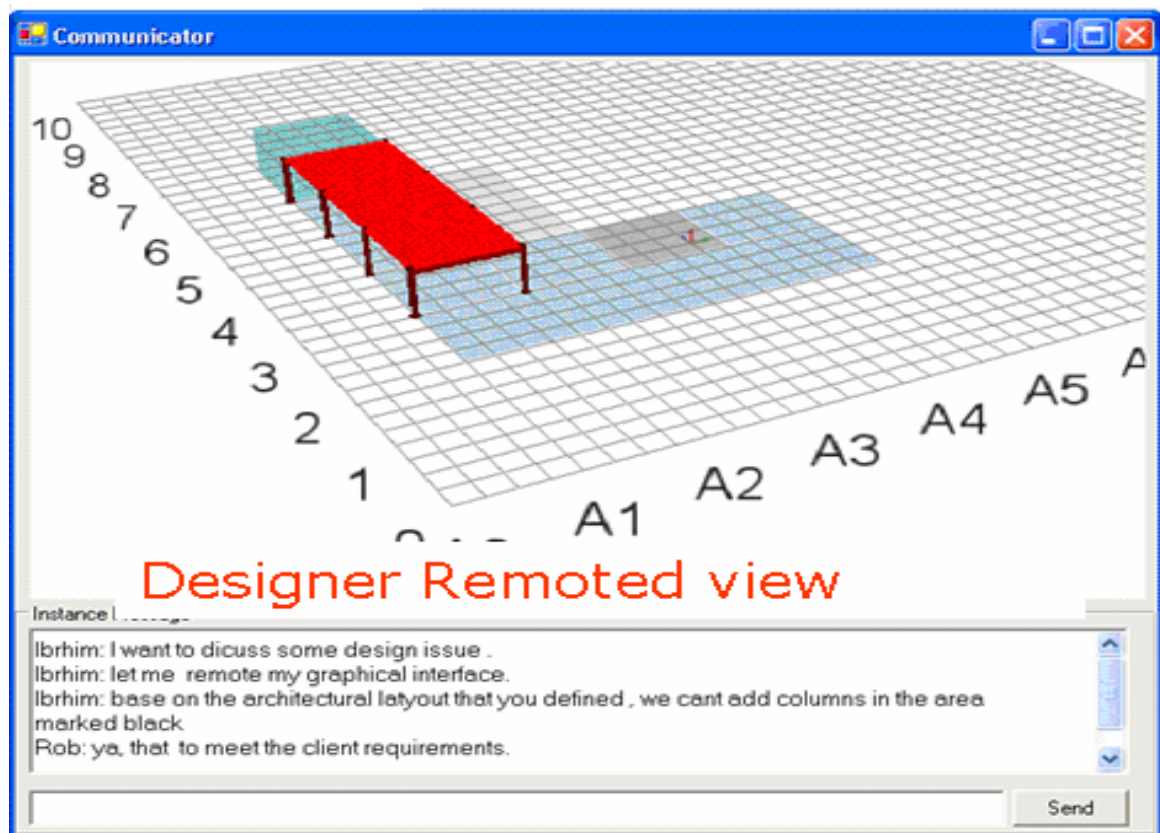 Communicator
10
9
8
7
6
5
4
3
2
1
A1
A2
A3
A4
A5
A
Designer Remoted view
Instance
Ibrhim: I want to dicuss some design issue .
Ibrhim: let me remote my graphical interface.
Ibrhim: base on the architectural latyout that you defined , we cant add columns in the area
marked black
Rob: ya, that to meet the client requirements.
Send